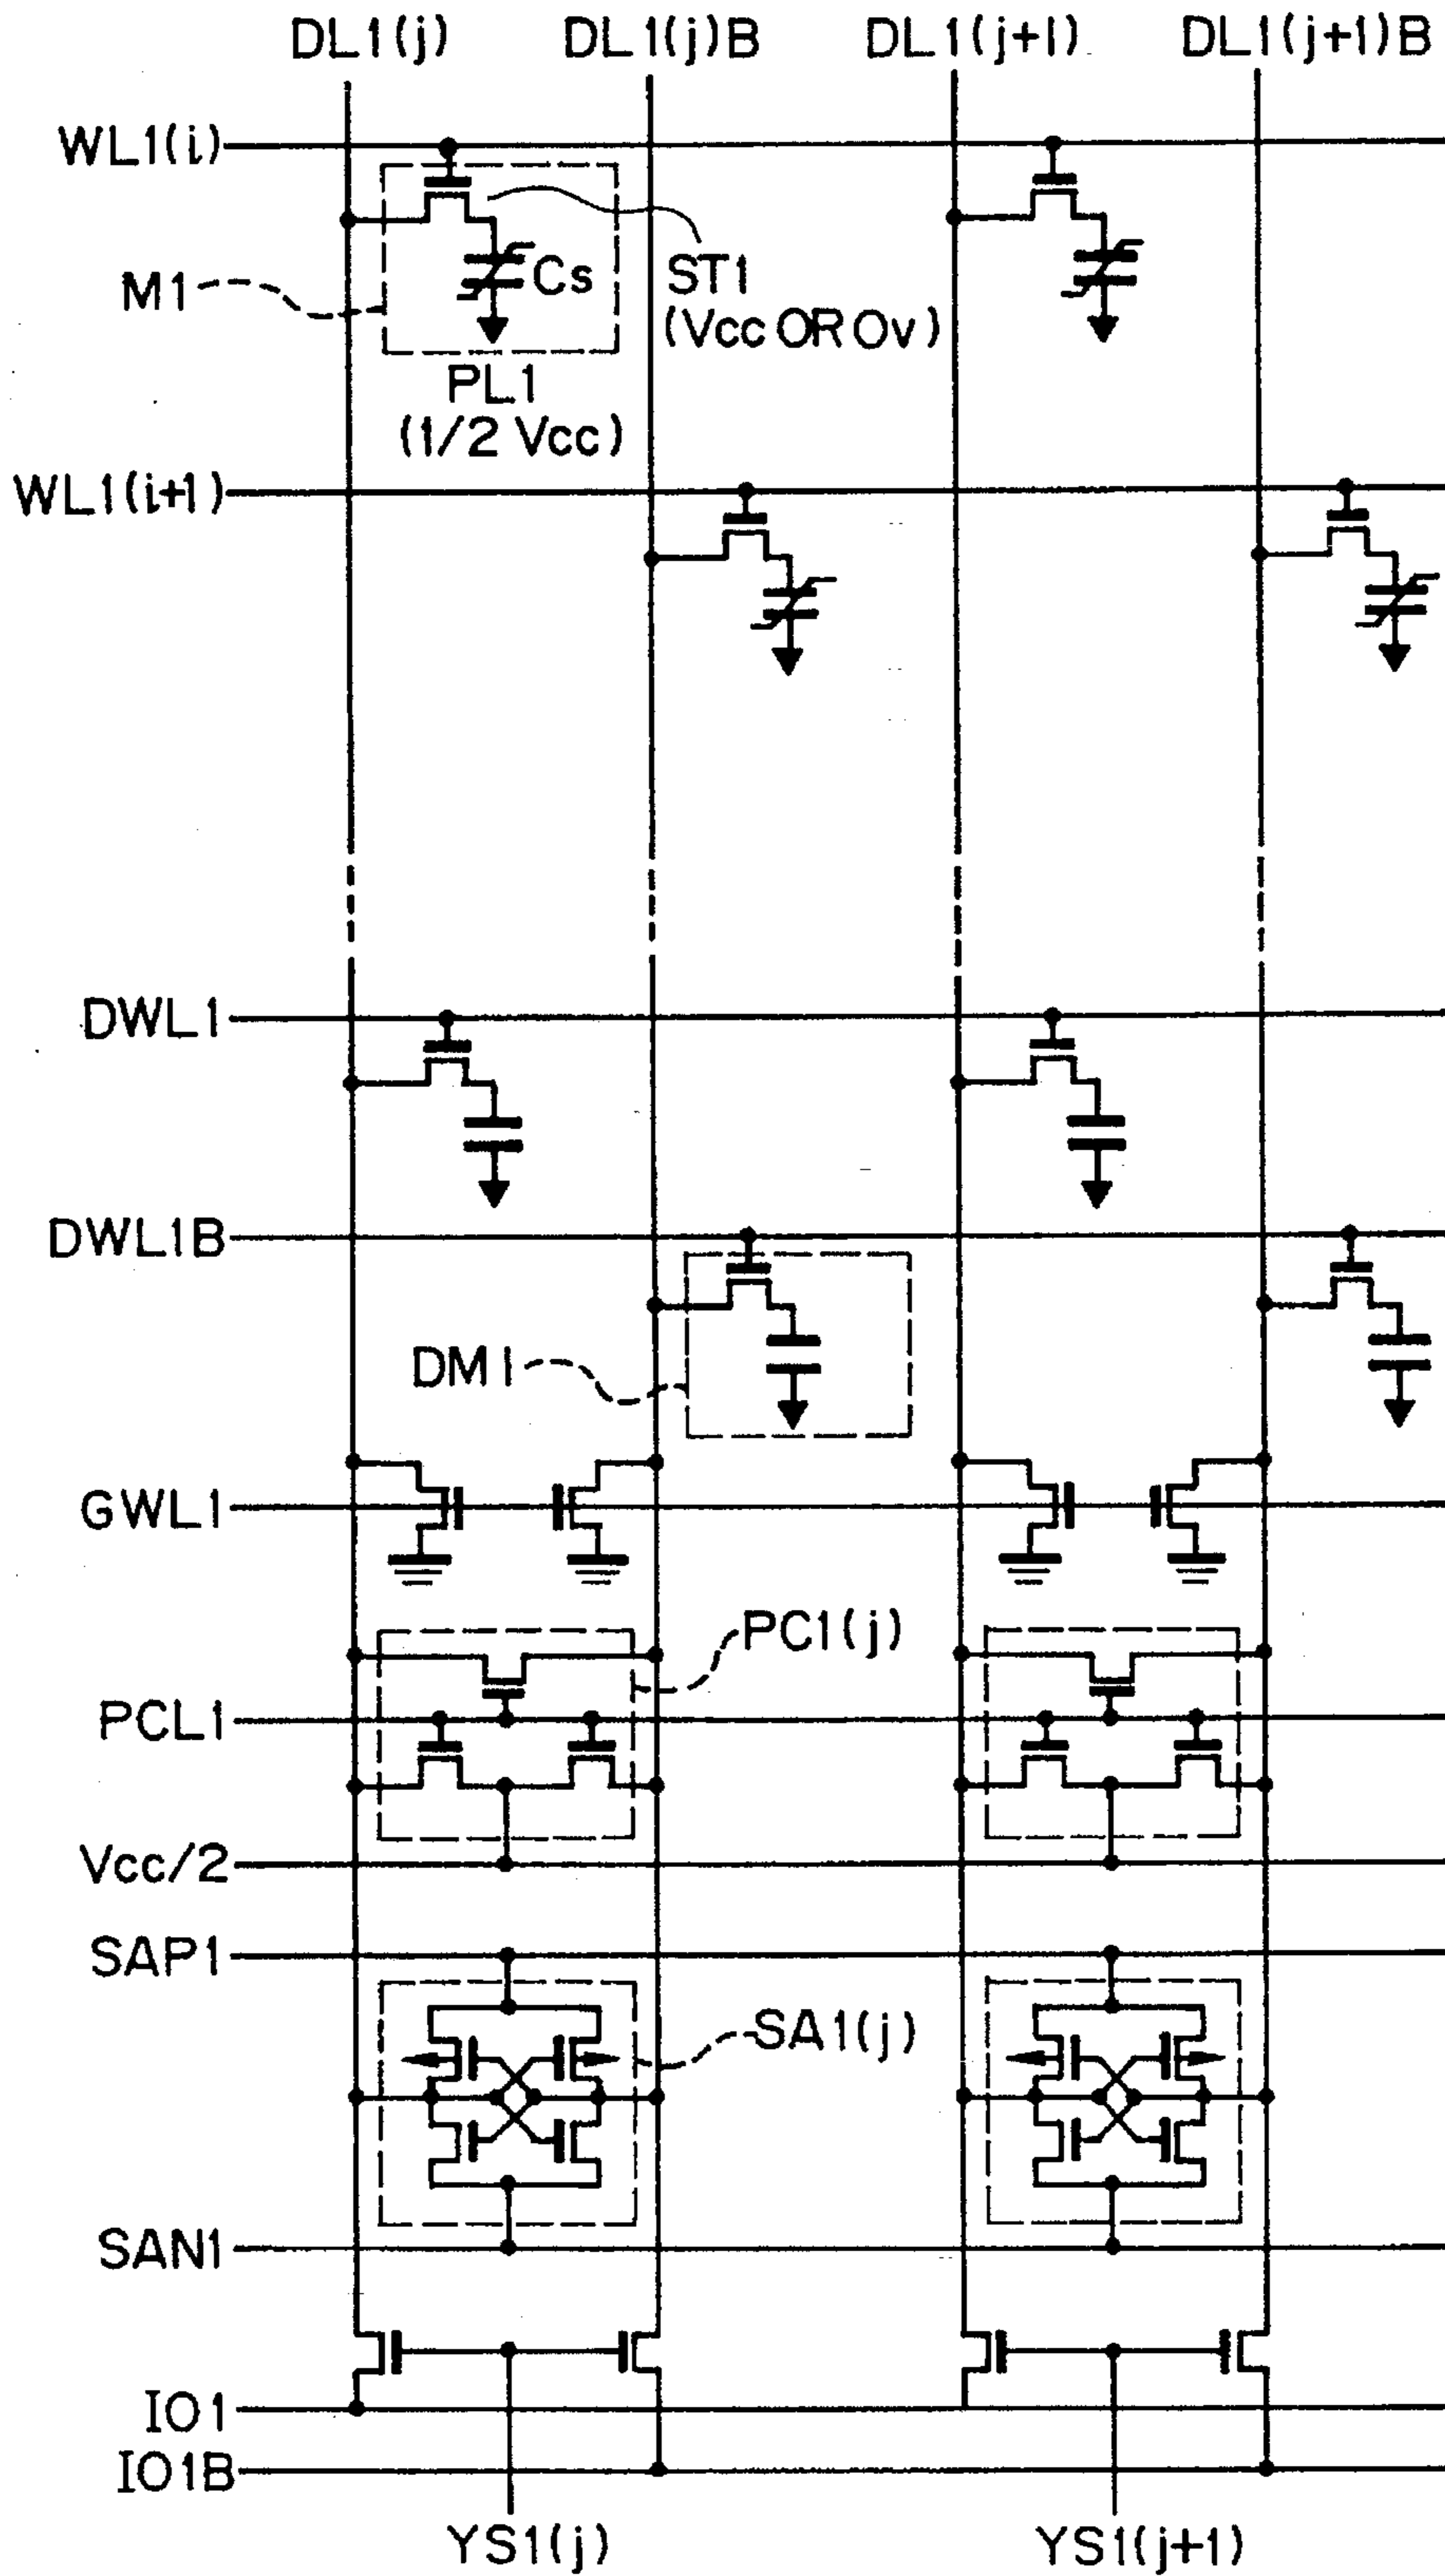 DL1(j) DL1(j)B DL1(j+1) DL1(j+1)B
WL1(i)
M1
Cs
ST1
(Vcc OR 0v)
PL1
(1/2 Vcc)
WL1(i+1)
DWL1
DWL1B
DM1
GWL1
PC1(j)
PCL1
Vcc/2
SAP1
SA1(j)
SAN1
IO1
IO1B
YS1(j) YS1(j+1)